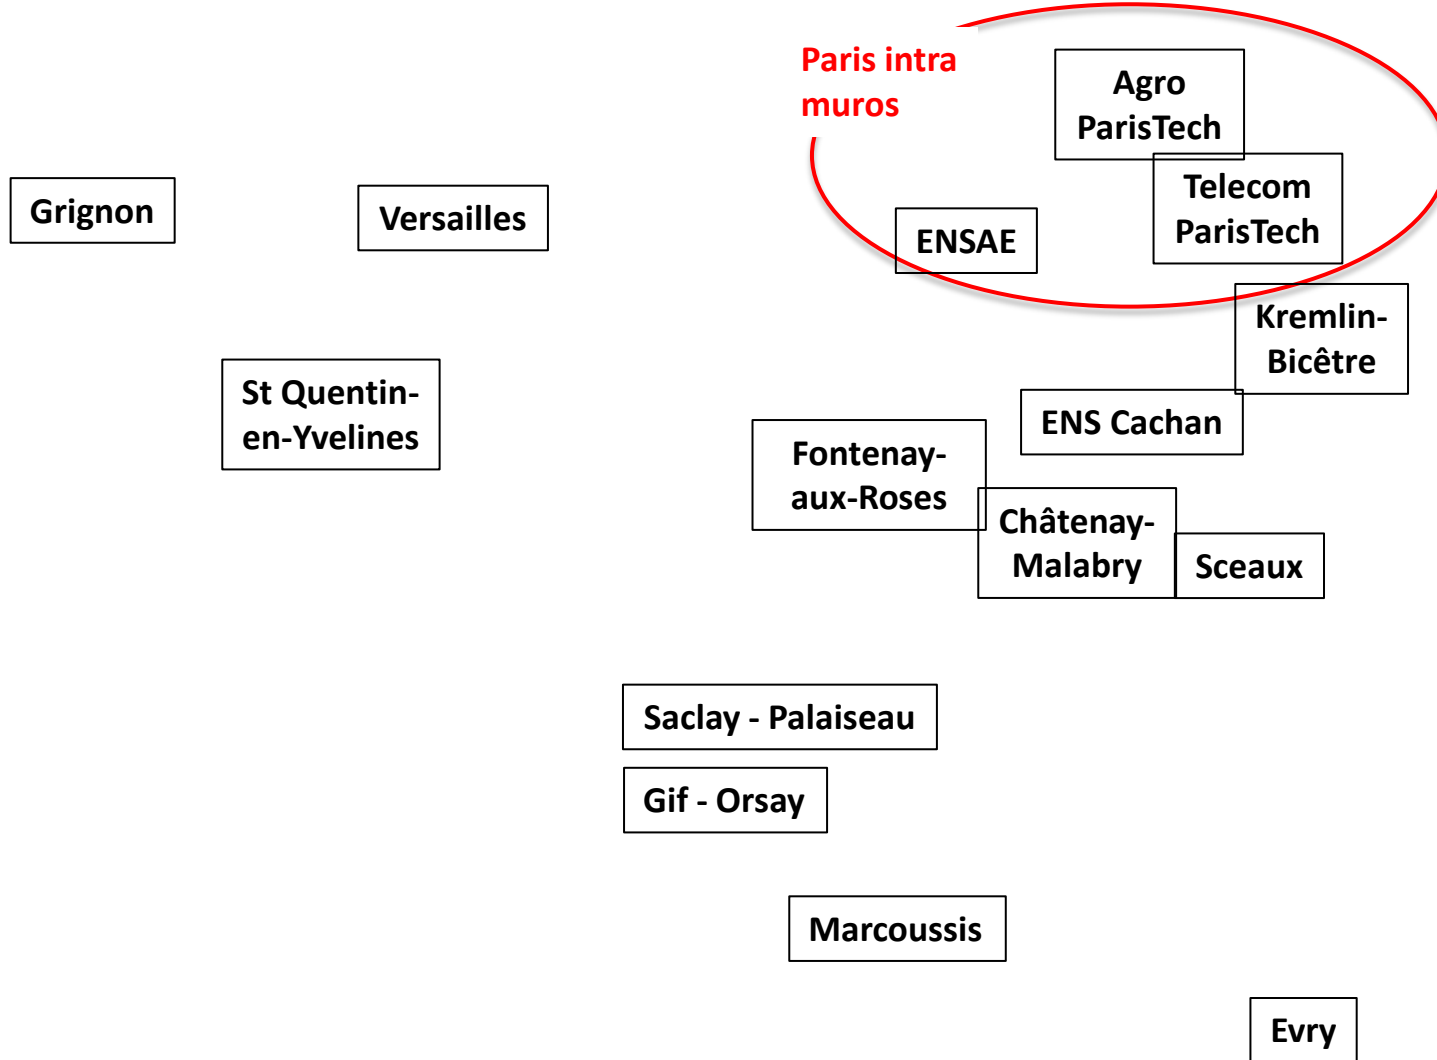 Paris intra
muros
Agro
ParisTech
Telecom
ParisTech
Grignon
Versailles
ENSAE
Kremlin-
Bicêtre
St Quentin-
en-Yvelines
ENS Cachan
Fontenay-
aux-Roses
Châtenay-
Malabry
Sceaux
Saclay - Palaiseau
Gif - Orsay
Marcoussis
Evry